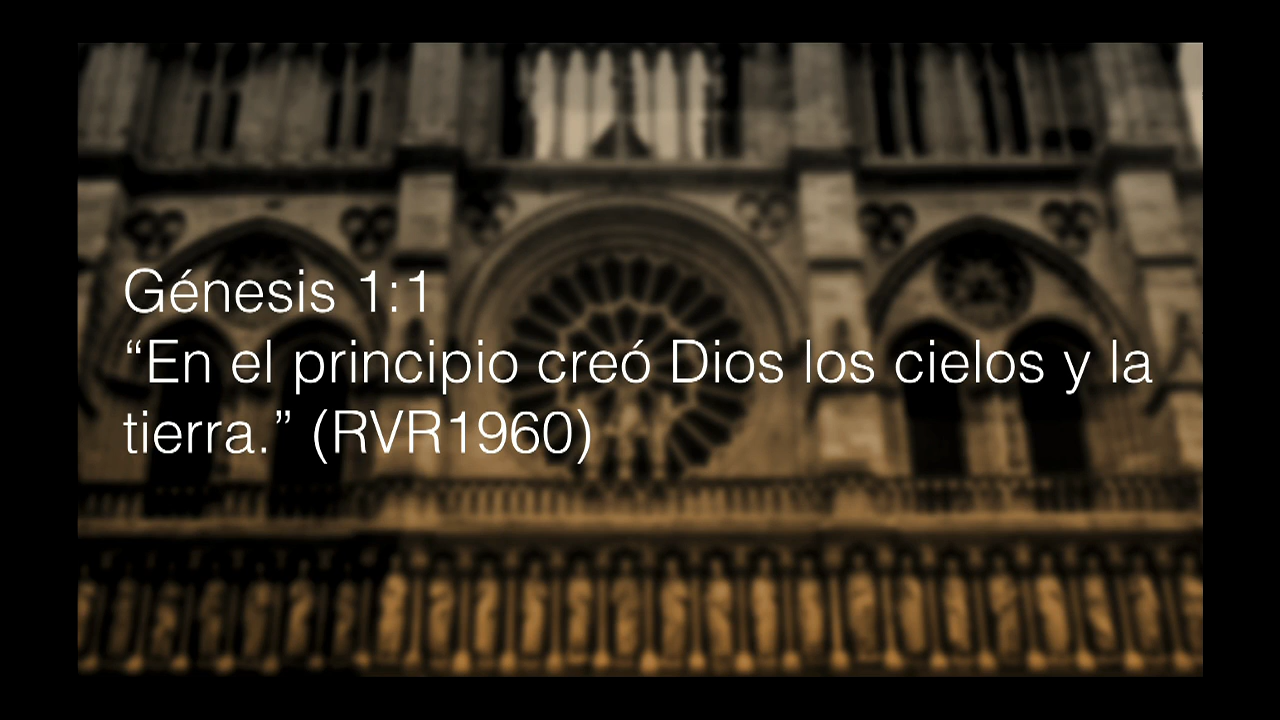 Génesis 1:1
“En el principio creó Dios los cielos y la
tierra.” (RVR1960)